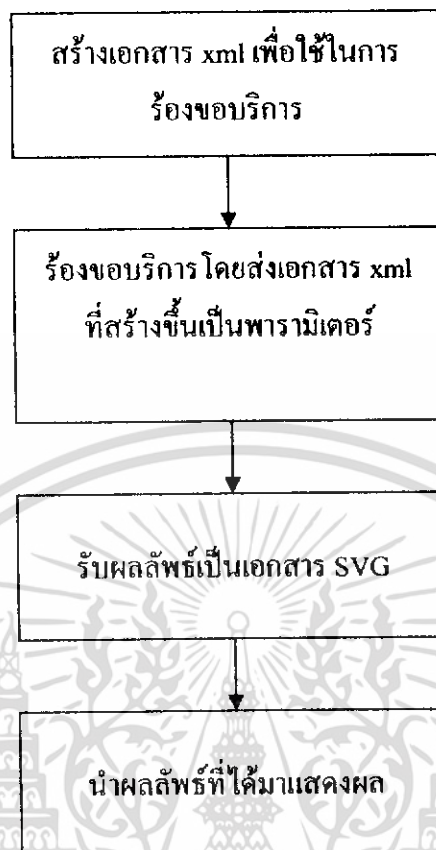 สร้างเอกสาร xml เพื่อใช้ในการ
ร้องขอบริการ
ร้องขอบริการโดยส่งเอกสาร xml
ที่สร้างขึ้นเป็นพารามิเตอร์
รับผลลัพธ์เป็นเอกสาร SVG
นำผลลัพธ์ที่ได้มาแสดงผล